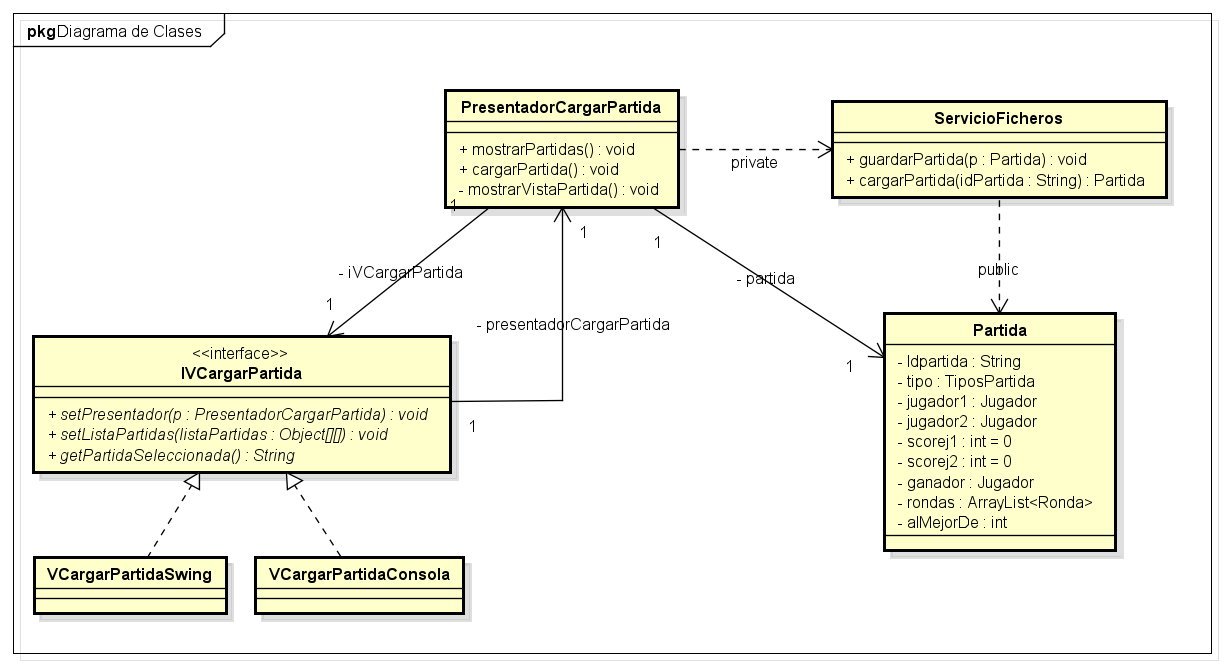 pkg Diagrama de Clases
PresentadorCargarPartida
+ mostrarPartidas() : void
+ cargarPartida() : void
- mostrarVistaPartida() : void
private
ServicioFicheros
+ guardarPartida(p : Partida) : void
+ cargarPartida(idPartida : String) : Partida
1
1
1
- iVCargarPartida
- partida
public
1
- presentadorCargarPartida
1
1
<<interface>>
IVCargarPartida
+ setPresentador(p : PresentadorCargarPartida) : void
+ setListaPartidas(listaPartidas : Object[][]) : void
+ getPartidaSeleccionada() : String
Partida
- Idpartida : String
- tipo : TiposPartida
- jugador1 : Jugador
- jugador2 : Jugador
- scorej1 : int = 0
- scorej2 : int = 0
- ganador : Jugador
- rondas : ArrayList<Ronda>
- alMejorDe : int
VCargarPartidaSwing
VCargarPartidaConsola